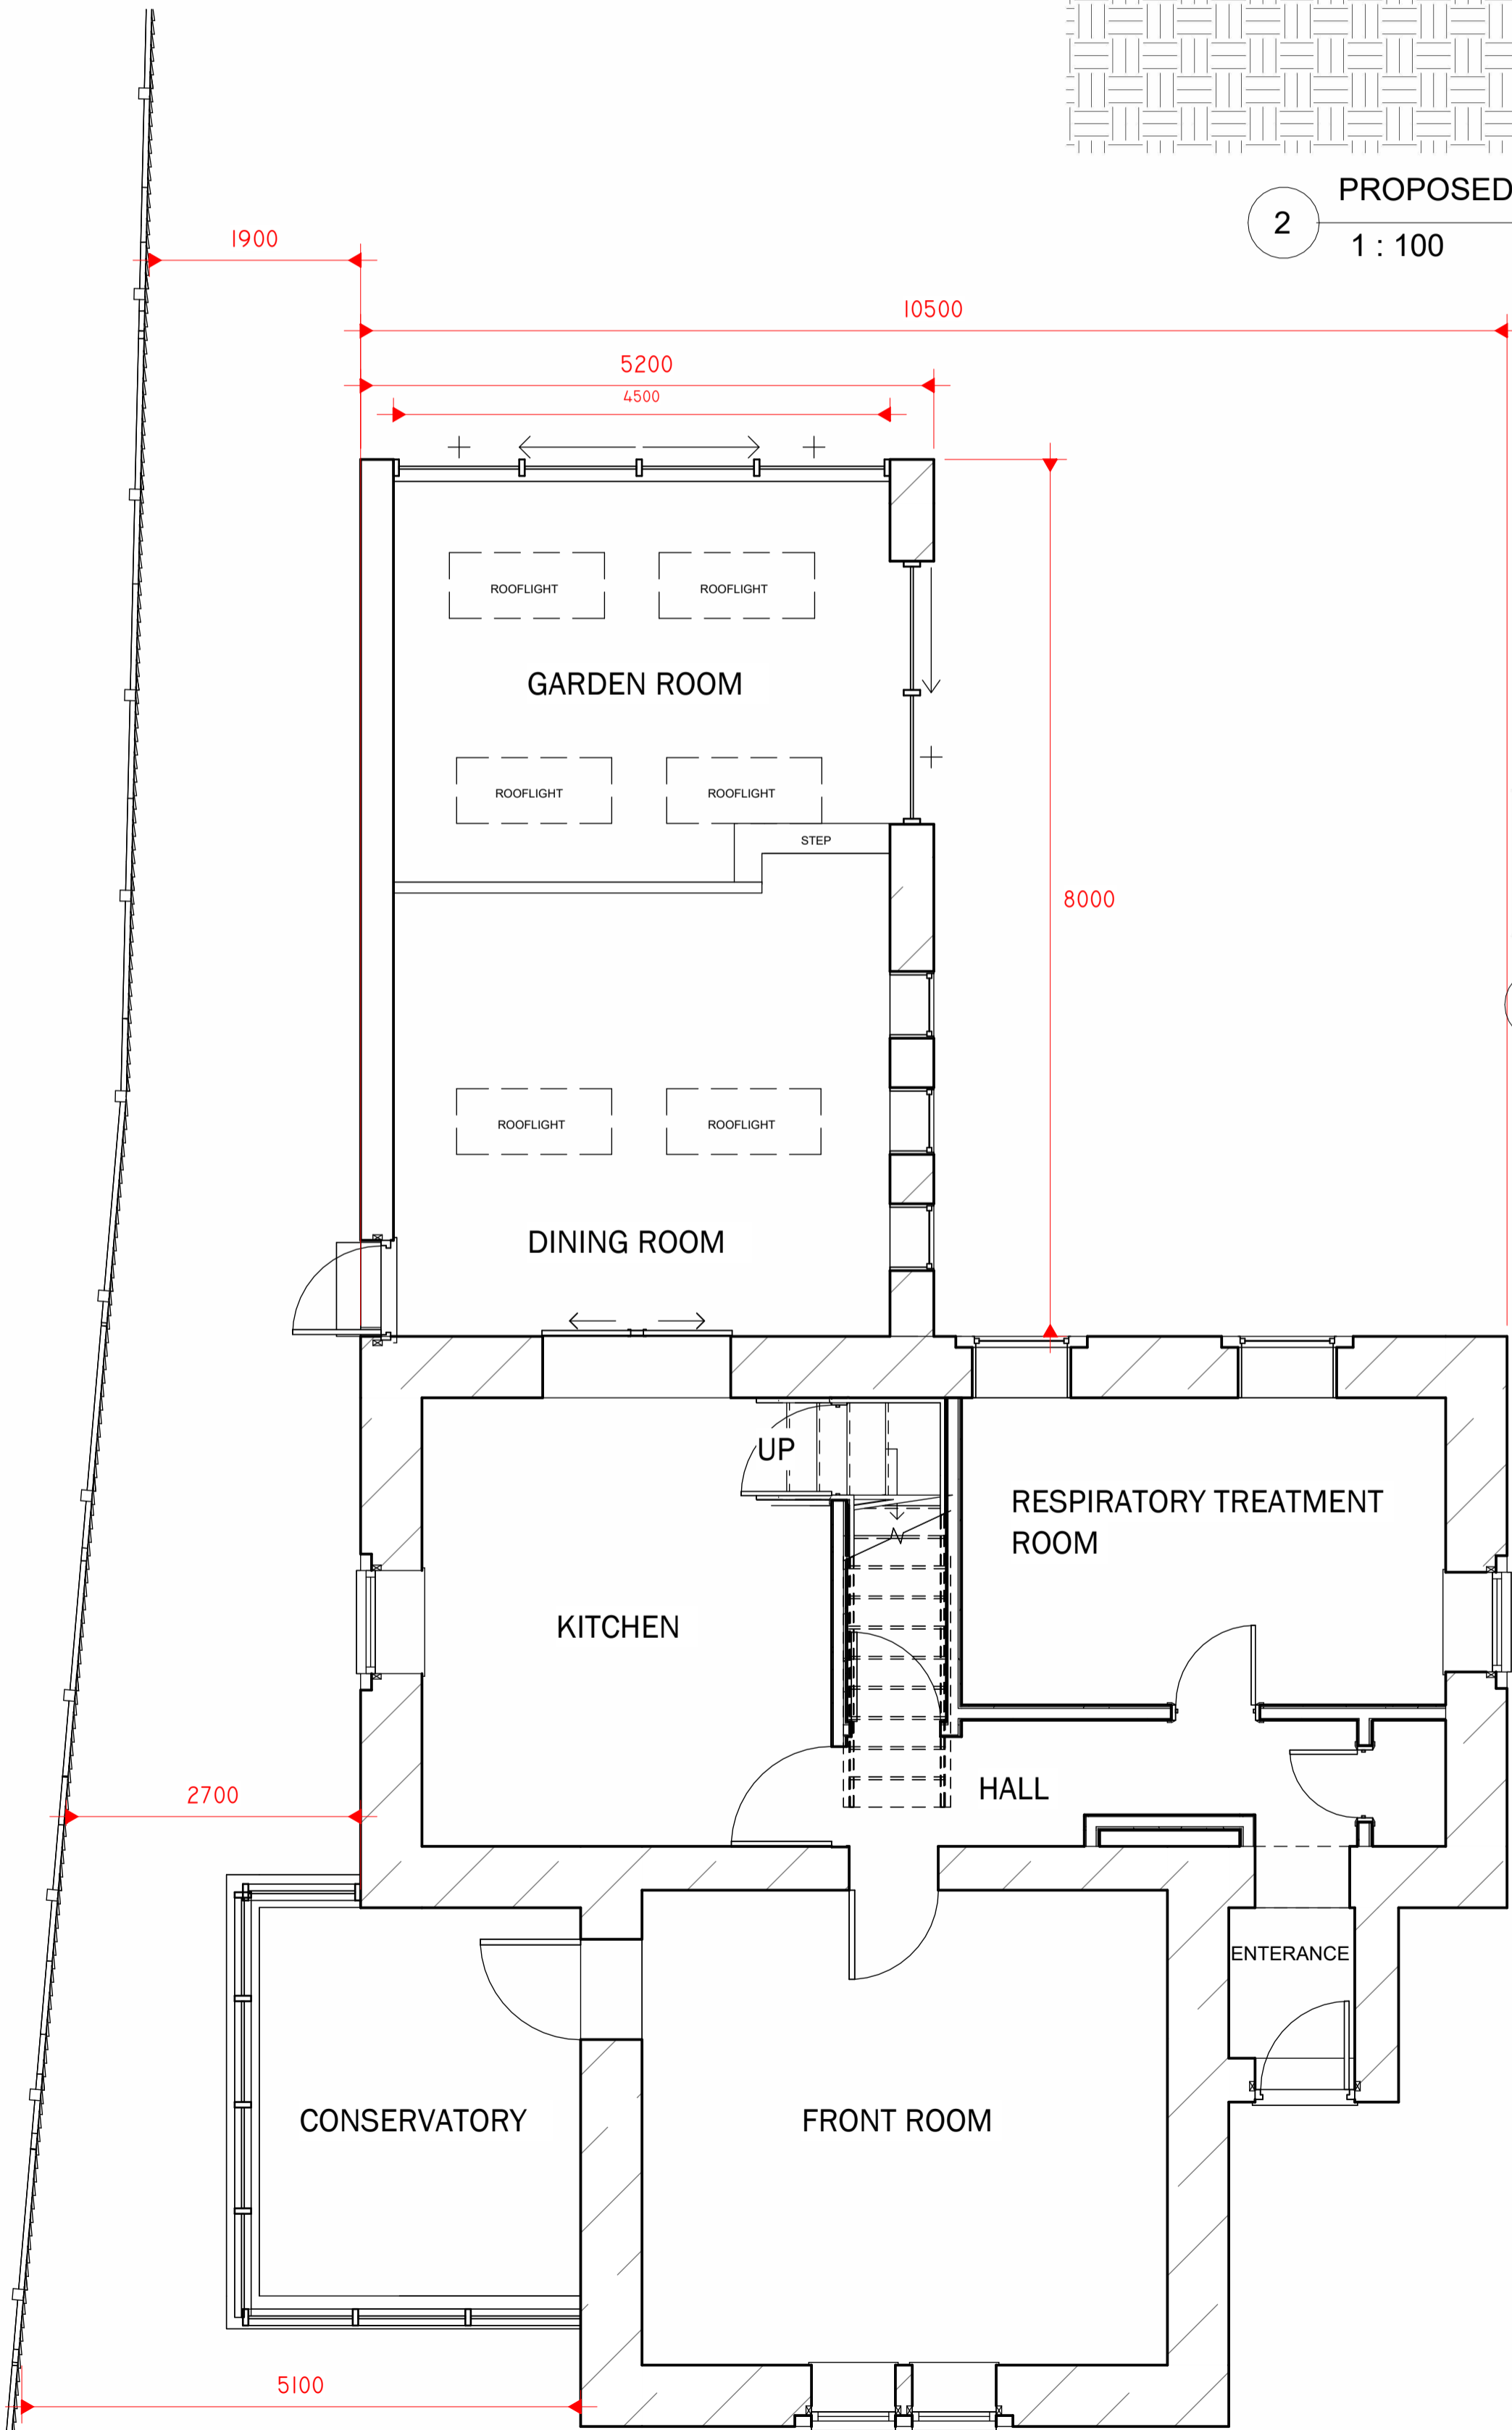 PROPOSED
2
1 : 100
1900
10500
5200
4500
ROOFLIGHT
ROOFLIGHT
GARDEN ROOM
ROOFLIGHT
ROOFLIGHT
STEP
8000
ROOFLIGHT
ROOFLIGHT
DINING ROOM
UP
RESPIRATORY TREATMENT
ROOM
KITCHEN
HALL
2700
ENTERANCE
CONSERVATORY
FRONT ROOM
5100